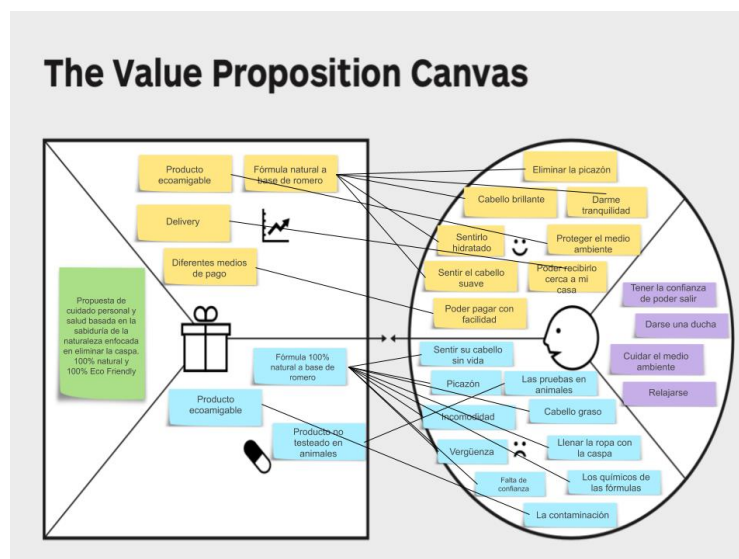 The Value Proposition Canvas
Producto
ecoamigable
Fórmula natural a
base de romero
Delivery
Diferentes medios
de pago
Propuesta de
cuidado personal y
salud basada en la
sabiduría de la
naturaleza enfocada
en eliminar la caspa.
100% natural y
100% Eco Friendly
Fórmula 100%
natural a base de
romero
Producto
ecoamigable
Producto no
testeado en
animales
Eliminar la picazón
Cabello brillante
Darme
tranquilidad
Sentirlo
hidratado
Proteger el medio
ambiente
Sentir el cabello
suave
Poder recibirlo
cerca a mi
casa
Poder pagar con
facilidad
Tener la confianza
de poder salir
Darse una ducha
Cuidar el medio
ambiente
Relajarse
Sentir su cabello
sin vida
Picazón
Las pruebas en
animales
Incomodidad
Cabello graso
Vergüenza
Llenar la ropa con
la caspa
Falta de
confianza
Los químicos de
las fórmulas
La contaminación